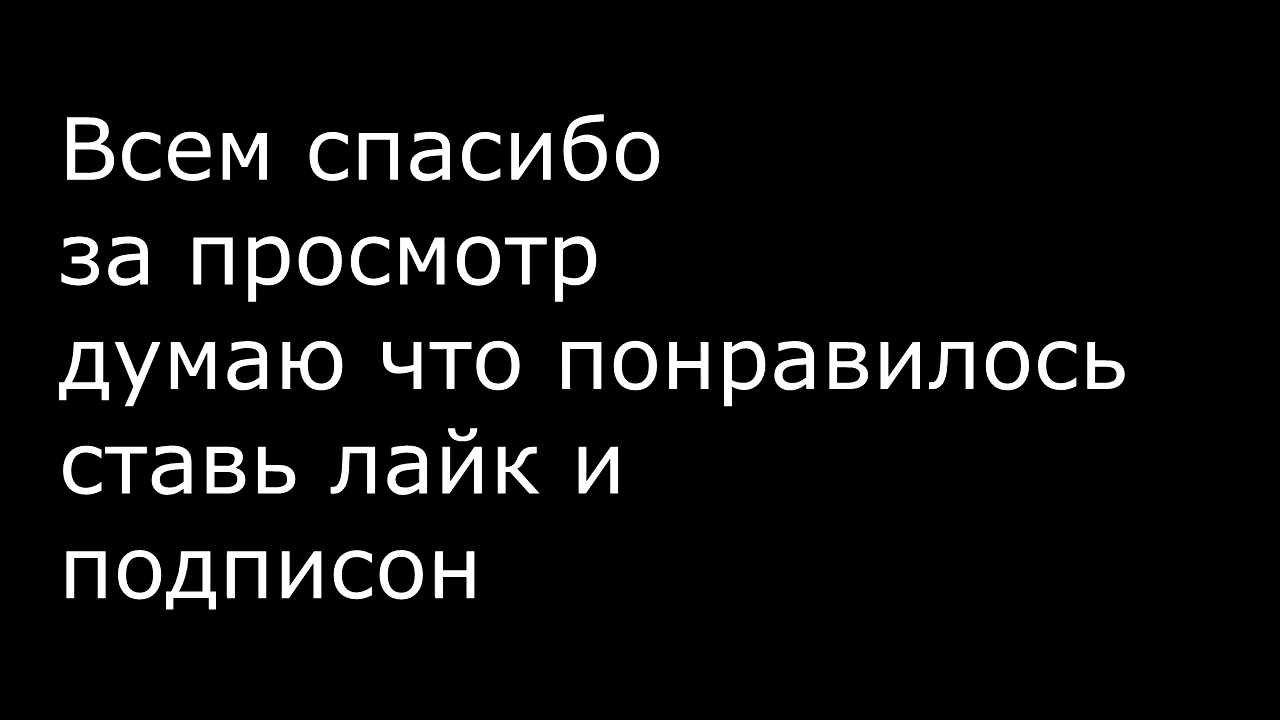 Всем спасибо
за просмотр
думаю что понравилось
ставь лайк и
подписон